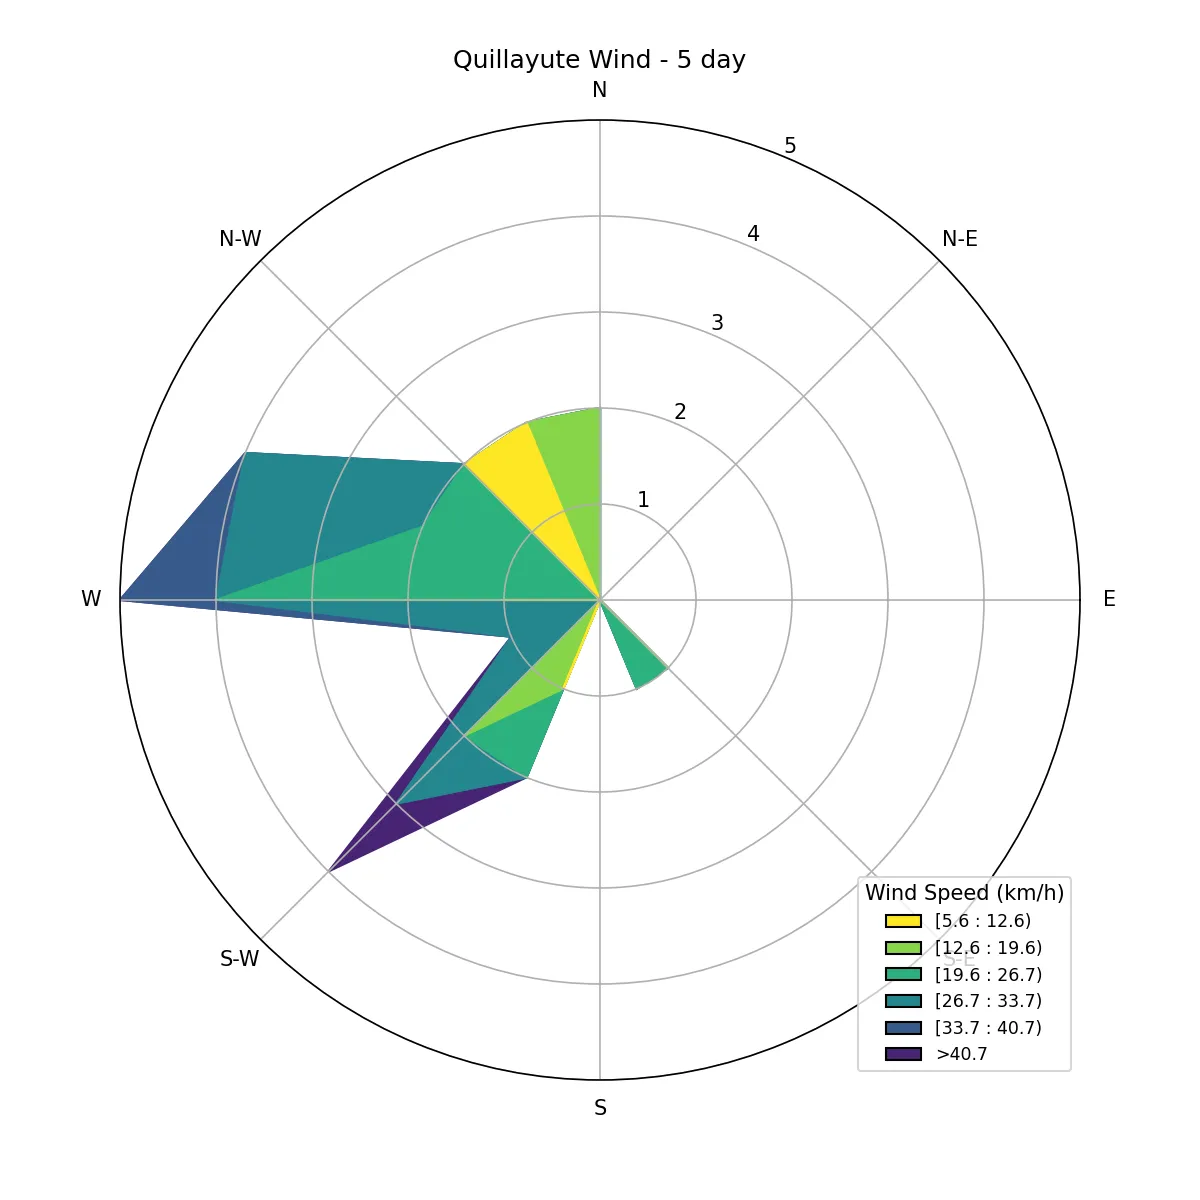 Quillayute Wind - 5 day
N
5
N-W
4
N-E
3
2
1
W
E
S-W
S-E
S
Wind Speed (km/h)
[5.6 : 12.6)
[12.6 : 19.6)
[19.6 : 26.7)
[26.7 : 33.7)
[33.7 : 40.7)
>40.7